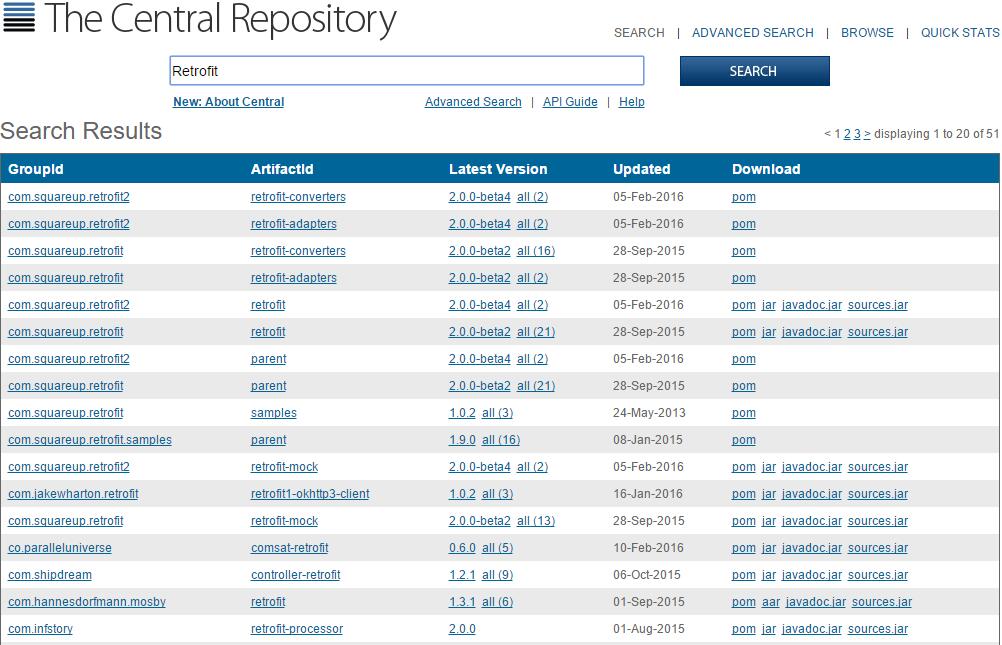 The Central Repository
SEARCH | ADVANCED SEARCH | BROWSE | QUICK STATS
Retrofit SEARCH
New: About Central Advanced Search | API Guide | Help
Search Results < 1 2 3 > displaying 1 to 20 of 51
GroupId ArtifactId Latest Version Updated Download
com.squareup.retrofit2 retrofit-converters 2.0.0-beta4 all (2) 05-Feb-2016 pom
com.squareup.retrofit2 retrofit-adapters 2.0.0-beta4 all (2) 05-Feb-2016 pom
com.squareup.retrofit retrofit-converters 2.0.0-beta2 all (16) 28-Sep-2015 pom
com.squareup.retrofit retrofit-adapters 2.0.0-beta2 all (2) 28-Sep-2015 pom
com.squareup.retrofit2 retrofit 2.0.0-beta4 all (2) 05-Feb-2016 pom jar javadoc.jar sources.jar
com.squareup.retrofit retrofit 2.0.0-beta2 all (21) 28-Sep-2015 pom jar javadoc.jar sources.jar
com.squareup.retrofit2 parent 2.0.0-beta4 all (2) 05-Feb-2016 pom
com.squareup.retrofit parent 2.0.0-beta2 all (21) 28-Sep-2015 pom
com.squareup.retrofit samples 1.0.2 all (3) 24-May-2013 pom
com.squareup.retrofit.samples parent 1.9.0 all (16) 08-Jan-2015 pom
com.squareup.retrofit2 retrofit-mock 2.0.0-beta4 all (2) 05-Feb-2016 pom jar javadoc.jar sources.jar
com.jakewharton.retrofit retrofit1-okhttp3-client 1.0.2 all (3) 16-Jan-2016 pom jar javadoc.jar sources.jar
com.squareup.retrofit retrofit-mock 2.0.0-beta2 all (13) 28-Sep-2015 pom jar javadoc.jar sources.jar
co.paralleluniverse comsat-retrofit 0.6.0 all (5) 10-Feb-2016 pom jar javadoc.jar sources.jar
com.shipdream controller-retrofit 1.2.1 all (9) 06-Oct-2015 pom jar javadoc.jar sources.jar
com.hannesdorfmann.mosby retrofit 1.3.1 all (6) 01-Sep-2015 pom aar javadoc.jar sources.jar
com.infstory retrofit-processor 2.0.0 01-Aug-2015 pom jar javadoc.jar sources.jar